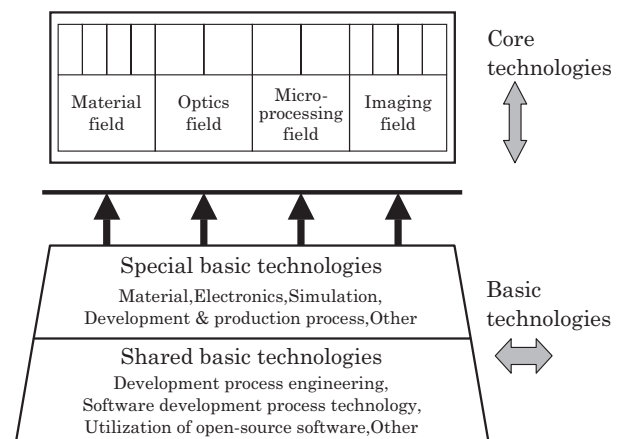 Core
technologies
Material
field
Optics
field
Micro-
processing
field
Imaging
field
Special basic technologies
Material,Electronics,Simulation,
Development & production process,Other
Basic
technologies
Shared basic technologies
Development process engineering,
Software development process technology,
Utilization of open-source software,Other